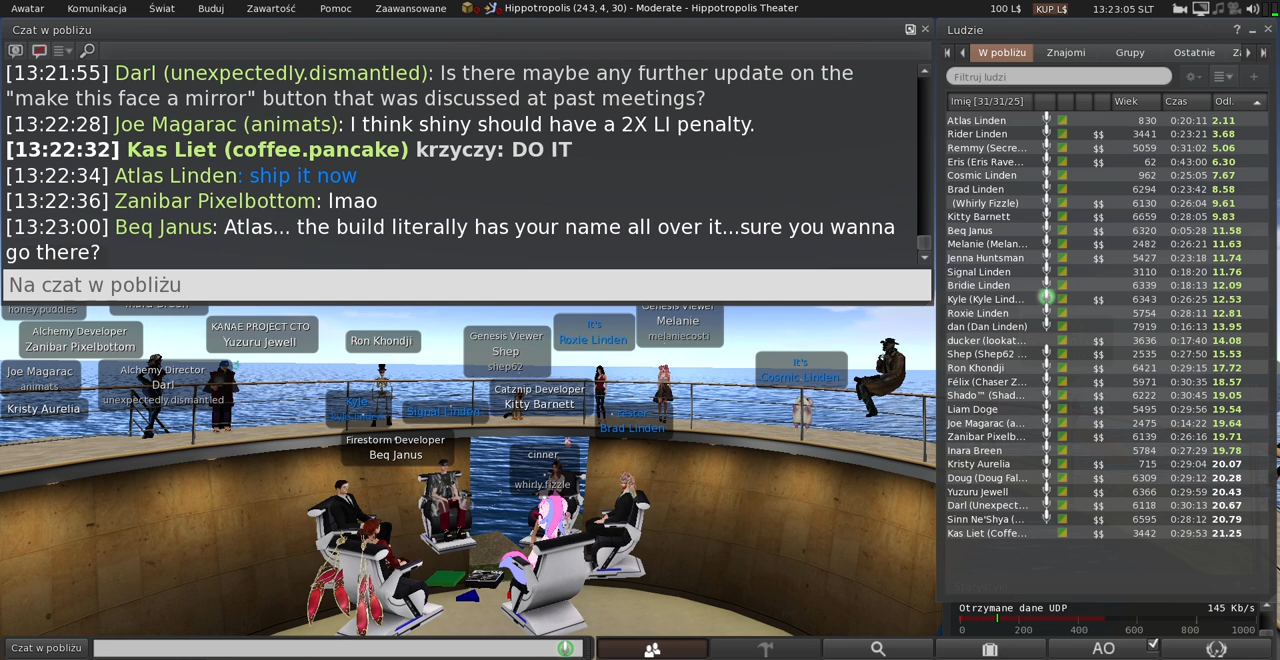 Awatar Komunikacja Świat Buduj Zawartość Pomoc Zaawansowane Hippotropolis (243, 4, 30) - Moderate - Hippotropolis Theater 100 L$ KUP L$ 13:23:05 SLT
Czat w pobliżu
[13:21:55] Darl (unexpectedly.dismantled): Is there maybe any further update on the
"make this face a mirror" button that was discussed at past meetings?
[13:22:28] Joe Magarac (animats): I think shiny should have a 2X LI penalty.
[13:22:32] Kas Liet (coffee.pancake) krzyczy: DO IT
[13:22:34] Atlas Linden: ship it now
[13:22:36] Zanibar Pixelbottom: lmao
[13:23:00] Beq Janus: Atlas... the build literally has your name all over it...sure you wanna
go there?
Na czat w pobliżu
honey.puddles
Alchemy Developer
Zanibar Pixelbottom
KANAE PROJECT CTO
Yuzuru Jewell
Ron Khondji
Genesis Viewer
Shep
shep62
It's
Roxie Linden
Genesis Viewer
Melanie
melaniecosti
It's
Cosmic Linden
Joe Magarac
animats
Kristy Aurelia
Alchemy Director
Darl
unexpectedly.dismantled
Kyle
Signal Linden
Catznip Developer
Kitty Barnett
Brad Linden
Firestorm Developer
Beq Janus
cinner
whirly.fizzle
Ludzie
W pobliżu Znajomi Grupy Ostatnie
Filtruj ludzi
Imię [31/31/25] Wiek Czas Odl.
Atlas Linden 830 0:20:11 2.11
Rider Linden $$ 3441 0:23:21 3.68
Remmy (Secre... $$ 5059 0:31:02 5.06
Eris (Eris Rave... $$ 62 0:43:00 6.30
Cosmic Linden 962 0:25:05 7.67
Brad Linden 6294 0:23:42 8.58
(Whirly Fizzle) $$ 6130 0:26:04 9.61
Kitty Barnett $$ 6659 0:28:05 9.83
Beq Janus $$ 6320 0:05:28 11.58
Melanie (Melan... $$ 2482 0:26:21 11.63
Jenna Huntsman $$ 5427 0:23:18 11.74
Signal Linden 3110 0:18:20 11.76
Bridie Linden 6339 0:18:13 12.09
Kyle (Kyle Lind... $$ 6343 0:26:25 12.53
Roxie Linden 5754 0:28:11 12.81
dan (Dan Linden) 7919 0:16:13 13.95
ducker (lookat... $$ 3636 0:17:40 14.08
Shep (Shep62 ... $$ 2535 0:27:50 15.53
Ron Khondji $$ 6421 0:29:15 17.72
Félix (Chaser Z... $$ 5971 0:30:35 18.57
Shado™ (Shad... $$ 6222 0:30:45 19.05
Liam Doge $$ 5495 0:29:56 19.54
Joe Magarac (a... $$ 2475 0:14:22 19.64
Zanibar Pixelb... $$ 6139 0:26:16 19.71
Inara Breen $$ 5784 0:27:29 19.78
Kristy Aurelia $$ 715 0:29:04 20.07
Doug (Doug Fal... $$ 6309 0:29:12 20.28
Yuzuru Jewell $$ 6366 0:29:59 20.43
Darl (Unexpect... $$ 6118 0:30:13 20.67
Sinn Ne'Shya (... $$ 6595 0:28:12 20.79
Kas Liet (Coffe... $$ 3442 0:29:53 21.25
Otrzymane dane UDP 145 Kb/s
0 200 400 600 800 1000
Czat w pobliżu AO